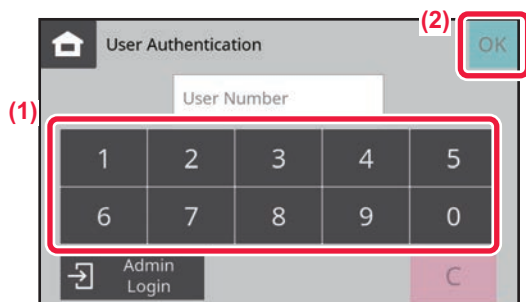 (2)
User Authentication
OK
User Number
(1)
1 2 3 4 5
6 7 8 9 0
Admin
Login
C